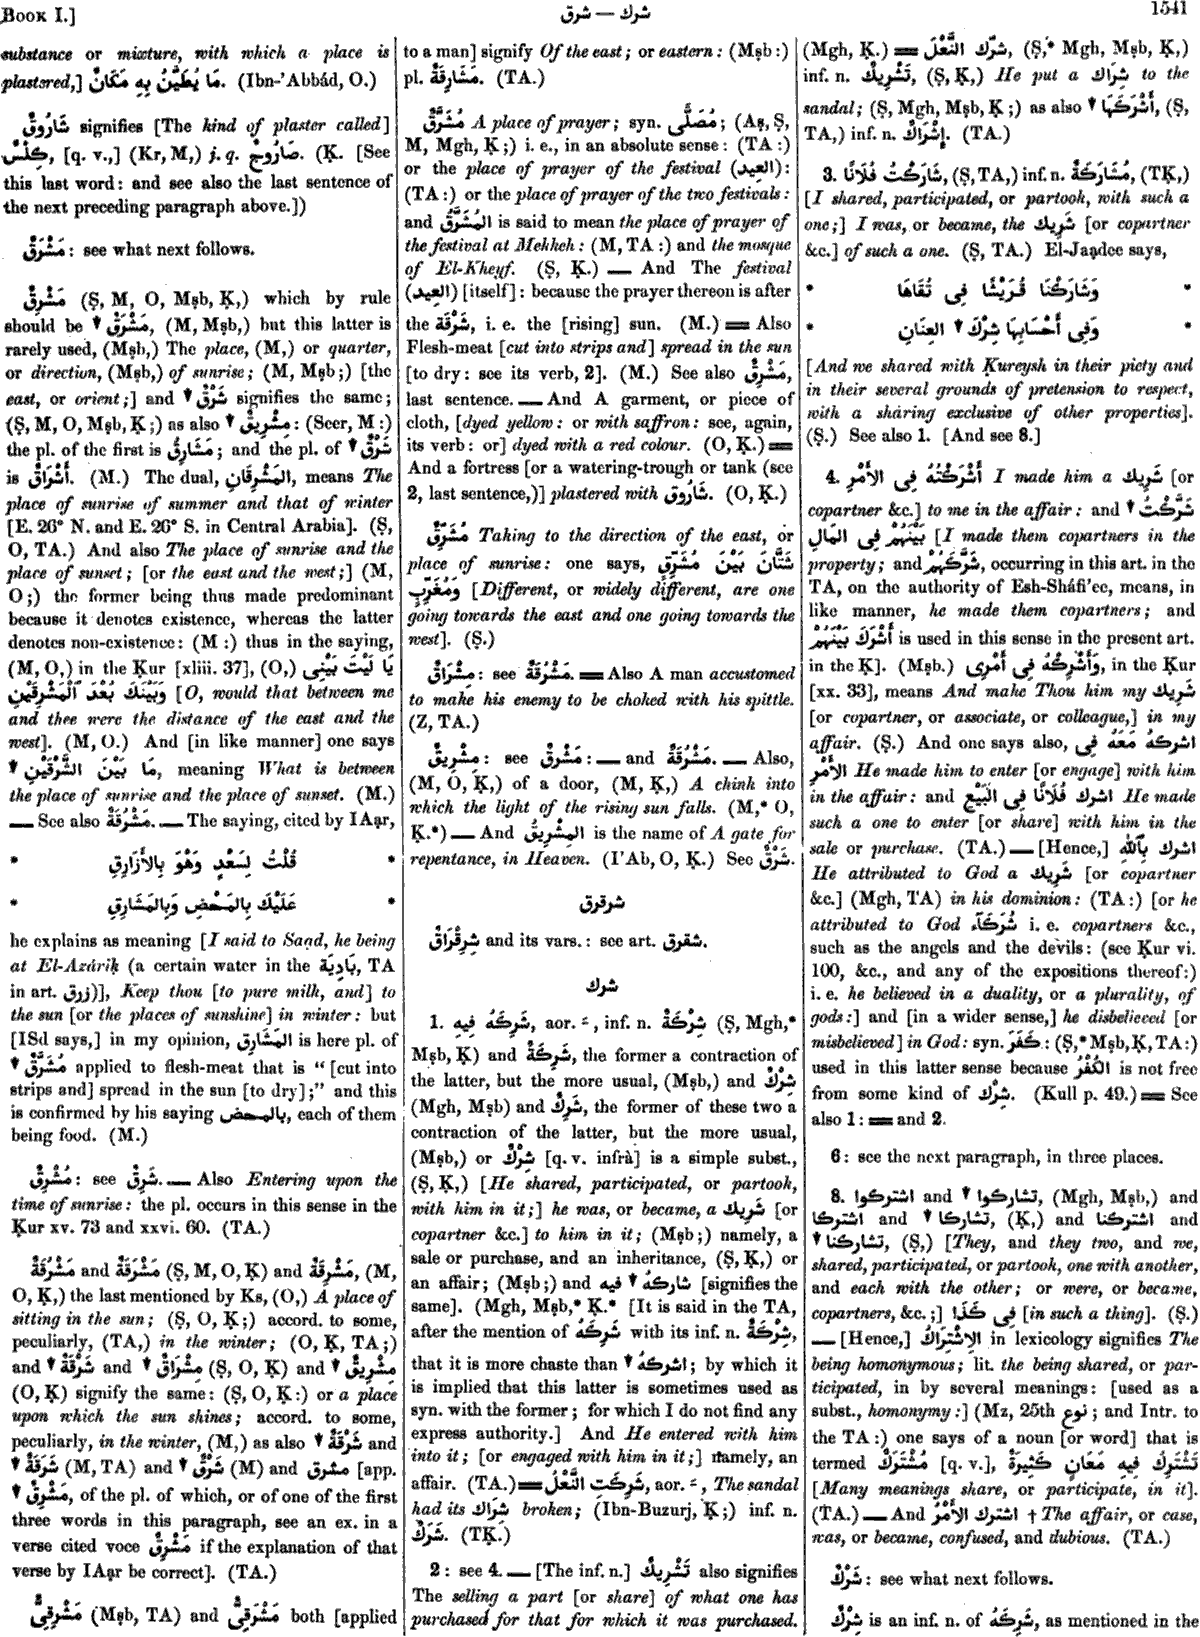 Book I.]
شرك — شرق
1541
substance or mixture, with which a place is
plastered,] مَا يُطَيَّنُ بِهِ مَكَانٌ. (Ibn-'Abbád, O.)
شَارُوقٌ signifies [The kind of plaster called]
كِلْس, [q. v.,] (Kr, M,) i. q. صَارُوجٌ. (Ḳ. [See
this last word: and see also the last sentence of
the next preceding paragraph above.])
مَشْرَقٌ: see what next follows.
مَشْرِقٌ (Ṣ, M, O, Mṣb, Ḳ,) which by rule
should be ↓ مَشْرَقٌ, (M, Mṣb,) but this latter is
rarely used, (Mṣb,) The place, (M,) or quarter,
or direction, (Mṣb,) of sunrise; (M, Mṣb;) [the
east, or orient;] and ↓ شَرْقٌ signifies the same;
(Ṣ, M, O, Mṣb, Ḳ;) as also ↓ مِشْرِيقٌ: (Seer, M:)
the pl. of the first is مَشَارِقُ; and the pl. of ↓ شَرْقٌ
is أَشْرَاقٌ. (M.) The dual, المَشْرِقَانِ, means The
place of sunrise of summer and that of winter
[E. 26° N. and E. 26° S. in Central Arabia]. (Ṣ,
O, TA.) And also The place of sunrise and the
place of sunset; [or the east and the west;] (M,
O;) the former being thus made predominant
because it denotes existence, whereas the latter
denotes non-existence: (M:) thus in the saying,
(M, O,) in the Ḳur [xliii. 37], (O,) يَا لَيْتَ بَيْنِى
وَبَيْنَكَ بُعْدَ ٱلْمَشْرِقَيْنِ [O, would that between me
and thee were the distance of the east and the
west]. (M, O.) And [in like manner] one says
↓ مَا بَيْنَ الشَّرْقَيْنِ, meaning What is between
the place of sunrise and the place of sunset. (M.)
— See also مَشْرُقَةٌ. — The saying, cited by IAạr,
* قُلْتُ لِسَعْدٍ وَهْوَ بِالأَزَارِقِ *
* عَلَيْكَ بِالمَحْضِ وَبِالمَشَارِقِ *
he explains as meaning [I said to Saạd, he being
at El-Azáriḳ (a certain water in the بَادِيَة, TA
in art. زرق)], Keep thou [to pure milk, and] to
the sun [or the places of sunshine] in winter: but
[ISd says,] in my opinion, المَشَارِق is here pl. of
↓ مُشَرَّقٌ applied to flesh-meat that is "[cut into
strips and] spread in the sun [to dry];" and this
is confirmed by his saying بالمحض, each of them
being food. (M.)
مُشْرِقٌ: see شَرِقٌ. — Also Entering upon the
time of sunrise: the pl. occurs in this sense in the
Ḳur xv. 73 and xxvi. 60. (TA.)
مَشْرُقَةٌ and مَشْرَقَةٌ (Ṣ, M, O, Ḳ) and مَشْرِقَةٌ, (M,
O, Ḳ,) the last mentioned by Ks, (O,) A place of
sitting in the sun; (Ṣ, O, Ḳ;) accord. to some,
peculiarly, (TA,) in the winter; (O, Ḳ, TA;)
and ↓ شَرْقَةٌ and ↓ مِشْرَاقٌ (Ṣ, O, Ḳ) and ↓ مِشْرِيقٌ
(O, Ḳ) signify the same: (Ṣ, O, Ḳ:) or a place
upon which the sun shines; accord. to some,
peculiarly, in the winter, (M,) as also ↓ شَرْقَةٌ and
↓ شَرَقَةٌ (M, TA) and ↓ شَرْقٌ (M) and مشرق [app.
↓ مَشْرِقٌ, of the pl. of which, or of one of the first
three words in this paragraph, see an ex. in a
verse cited voce مَشْرِقٌ if the explanation of that
verse by IAạr be correct]. (TA.)
مَشْرِقِىٌّ (Mṣb, TA) and مَشْرَقِىٌّ both [applied
to a man] signify Of the east; or eastern: (Mṣb:)
pl. مَشَارِقَةٌ. (TA.)
مُشَرَّقٌ A place of prayer; syn. مُصَلًّى; (Aṣ, Ṣ,
M, Mgh, Ḳ;) i. e., in an absolute sense: (TA:)
or the place of prayer of the festival (العِيد):
(TA:) or the place of prayer of the two festivals:
and المُشَرَّقُ is said to mean the place of prayer of
the festival at Mekkeh: (M, TA:) and the mosque
of El-Kheyf. (Ṣ, Ḳ.) — And The festival
(العِيد) [itself]: because the prayer thereon is after
the شَرْقَة, i. e. the [rising] sun. (M.) == Also
Flesh-meat [cut into strips and] spread in the sun
[to dry: see its verb, 2]. (M.) See also مَشْرِقٌ,
last sentence. — And A garment, or piece of
cloth, [dyed yellow: or with saffron: see, again,
its verb: or] dyed with a red colour. (O, Ḳ.) ==
And a fortress [or a watering-trough or tank (see
2, last sentence,)] plastered with شَارُوق. (O, Ḳ.)
مُشَرِّقٌ Taking to the direction of the east, or
place of sunrise: one says, شَتَّانَ بَيْنَ مُشَرِّقٍ
وَمُغَرِّبٍ [Different, or widely different, are one
going towards the east and one going towards the
west]. (Ṣ.)
مِشْرَاقٌ: see مَشْرُقَةٌ. == Also A man accustomed
to make his enemy to be choked with his spittle.
(Z, TA.)
مِشْرِيقٌ: see مَشْرِقٌ: — and مَشْرُقَةٌ. — Also,
(M, O, Ḳ,) of a door, (M, Ḳ,) A chink into
which the light of the rising sun falls. (M,* O,
Ḳ.*) — And المِشْرِيقُ is the name of A gate for
repentance, in Heaven. (I'Ab, O, Ḳ.) See شَرْقٌ.
شرقرق
شِرِقْرَاقٌ and its vars.: see art. شقرق.
شرك
1. شَرِكَهُ فِيهِ, aor. ـَ, inf. n. شِرْكَةٌ (Ṣ, Mgh,*
Mṣb, Ḳ) and شَرِكَةٌ, the former a contraction of
the latter, but the more usual, (Mṣb,) and شِرْكٌ
(Mgh, Mṣb) and شَرِكٌ, the former of these two a
contraction of the latter, but the more usual,
(Mṣb,) or شِرْكٌ [q. v. infrà] is a simple subst.,
(Ṣ, Ḳ,) [He shared, participated, or partook,
with him in it;] he was, or became, a شَرِيك [or
copartner &c.] to him in it; (Mṣb;) namely, a
sale or purchase, and an inheritance, (Ṣ, Ḳ,) or
an affair; (Mṣb;) and ↓ شاركهُ فيه [signifies the
same]. (Mgh, Mṣb,* Ḳ.* [It is said in the TA,
after the mention of شَرِكَهُ with its inf. n. شِرْكَةٌ,
that it is more chaste than ↓ اشركهُ; by which it
is implied that this latter is sometimes used as
syn. with the former; for which I do not find any
express authority.] And He entered with him
into it; [or engaged with him in it;] namely, an
affair. (TA.) == شَرِكَتِ النَّعْلُ, aor. ـَ, The sandal
had its شِرَاك broken; (Ibn-Buzurj, Ḳ;) inf. n.
شَرَكٌ. (TḲ.)
2: see 4. — [The inf. n.] تَشْرِيكٌ also signifies
The selling a part [or share] of what one has
purchased for that for which it was purchased.
(Mgh, Ḳ.) == شرّك النَّعْلَ, (Ṣ,* Mgh, Mṣb, Ḳ,)
inf. n. تَشْرِيكٌ, (Ṣ, Ḳ,) He put a شِرَاك to the
sandal; (Ṣ, Mgh, Mṣb, Ḳ;) as also ↓ أَشْرَكَهَا, (Ṣ,
TA,) inf. n. إِشْرَاكٌ. (TA.)
3. شَارَكْتُ فُلَانًا, (Ṣ, TA,) inf. n. مُشَارَكَةٌ, (TḲ,)
[I shared, participated, or partook, with such a
one;] I was, or became, the شَرِيك [or copartner
&c.] of such a one. (Ṣ, TA.) El-Jaạdee says,
* وَشَارَكْنَا قُرَيْشًا فِى تُقَاهَا *
* وَفِى أَحْسَابِهَا شِرْكَ ↓ العِنَانِ *
[And we shared with Ḳureysh in their piety and
in their several grounds of pretension to respect,
with a sharing exclusive of other properties].
(Ṣ.) See also 1. [And see 8.]
4. أَشْرَكْتُهُ فِى الأَمْرِ I made him a شَرِيك [or
copartner &c.] to me in the affair: and ↓ شَرَّكْتُ
بَيْنَهُمْ فِى المَالِ [I made them copartners in the
property; and شَرَّكَهُمْ, occurring in this art. in the
TA, on the authority of Esh-Sháfi'ee, means, in
like manner, he made them copartners; and
أَشْرَكَ بَيْنَهُمْ is used in this sense in the present art.
in the Ḳ]. (Mṣb.) وَأَشْرِكْهُ فِى أَمْرِى, in the Ḳur
[xx. 33], means And make Thou him my شَرِيك
[or copartner, or associate, or colleague,] in my
affair. (Ṣ.) And one says also, اشركهُ مَعَهُ فِى
الأَمْرِ He made him to enter [or engage] with him
in the affair: and اشرك فُلَانًا فِى البَيْعِ He made
such a one to enter [or share] with him in the
sale or purchase. (TA.) — [Hence,] اشرك بِٱللّٰهِ
He attributed to God a شَرِيك [or copartner
&c.] (Mgh, TA) in his dominion: (TA:) [or he
attributed to God شُرَكَآء i. e. copartners &c.,
such as the angels and the devils: (see Ḳur vi.
100, &c., and any of the expositions thereof:)
i. e. he believed in a duality, or a plurality, of
gods:] and [in a wider sense,] he disbelieved [or
misbelieved] in God: syn. كَفَرَ: (Ṣ,* Mṣb, Ḳ, TA:)
used in this latter sense because الكُفْرُ is not free
from some kind of شِرْك. (Kull p. 49.) == See
also 1: == and 2.
6: see the next paragraph, in three places.
8. اشتركوا and ↓ تشاركوا, (Mgh, Mṣb,) and
اشتركا and ↓ تشاركا, (Ḳ,) and اشتركنا and
↓ تشاركنا, (Ṣ,) [They, and they two, and we,
shared, participated, or partook, one with another,
and each with the other; or were, or became,
copartners, &c.;] فِى كَذَا [in such a thing]. (Ṣ.)
— [Hence,] الاِشْتِرَاكُ in lexicology signifies The
being homonymous; lit. the being shared, or par-
ticipated, in by several meanings: [used as a
subst., homonymy:] (Mz, 25th نوع; and Intr. to
the TA:) one says of a noun [or word] that is
termed مُشْتَرَكٌ [q. v.], تَشْتَرِكُ فِيهِ مَعَانٍ كَثِيرَةٌ
[Many meanings share, or participate, in it].
(TA.) — And اشترك الأَمْرُ † The affair, or case,
was, or became, confused, and dubious. (TA.)
شَرْكٌ: see what next follows.
شِرْكٌ is an inf. n. of شَرِكَهُ, as mentioned in the